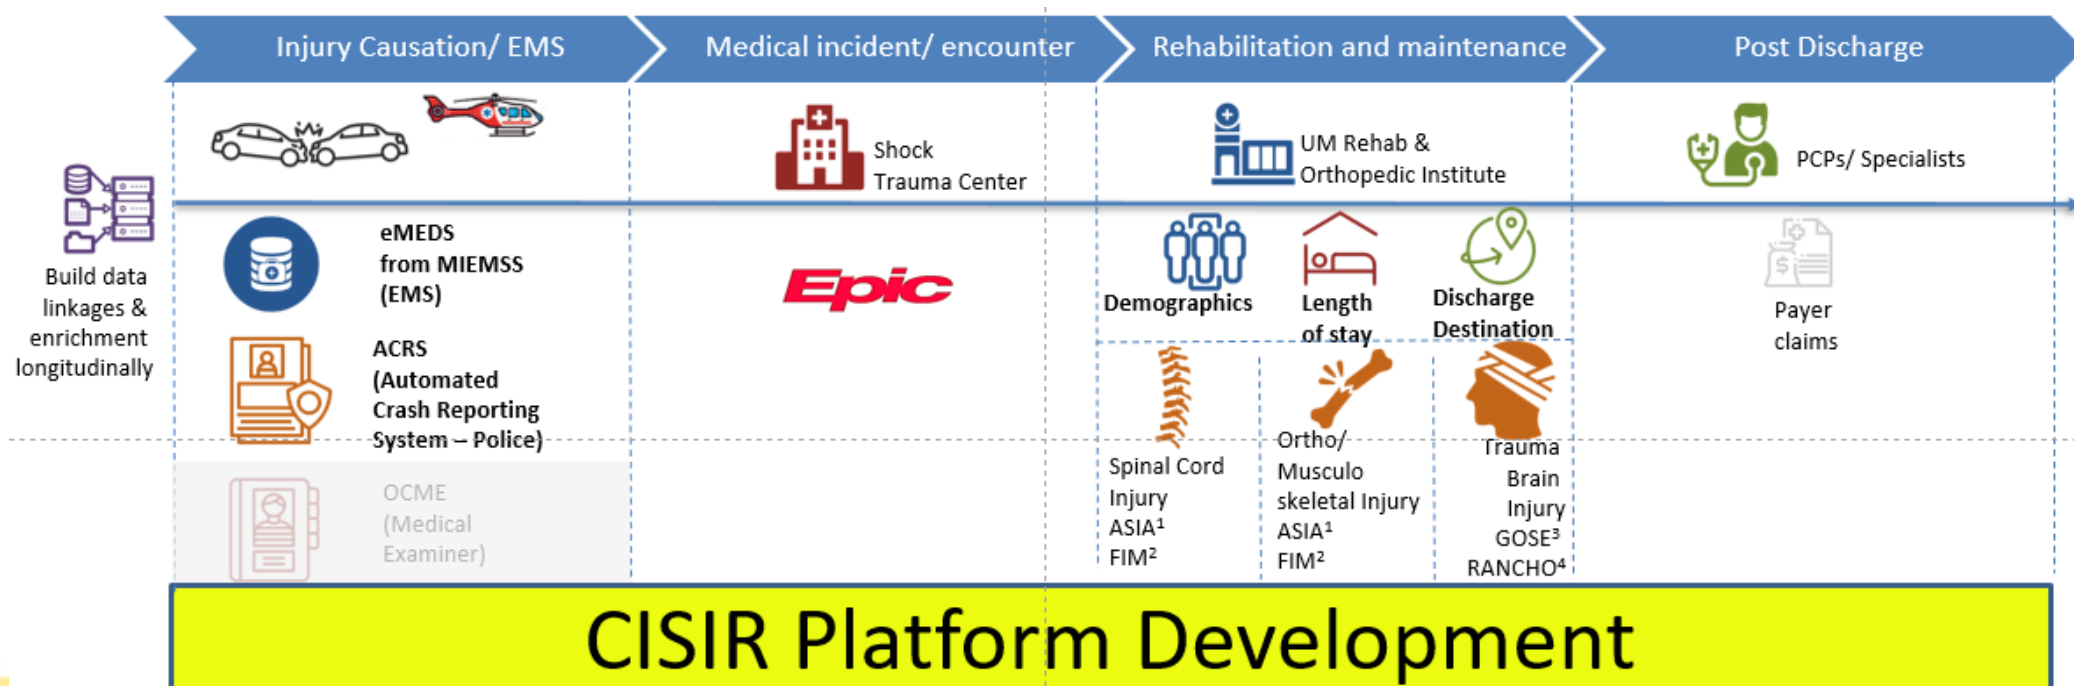 Injury Causation/ EMS
Medical incident/ encounter
Rehabilitation and maintenance
Post Discharge
Shock
Trauma Center
UM Rehab &
Orthopedic Institute
PCPs/ Specialists
Build data
linkages &
enrichment
longitudinally
eMEDS
from MIEMSS
(EMS)
ACRS
(Automated
Crash Reporting
System – Police)
OCME
(Medical
Examiner)
Epic
Demographics
Length
of stay
Discharge
Destination
Spinal Cord
Injury
ASIA¹
FIM²
Ortho/
Musculo
skeletal Injury
ASIA¹
FIM²
Trauma
Brain
Injury
GOSE³
RANCHO⁴
Payer
claims
CISIR Platform Development